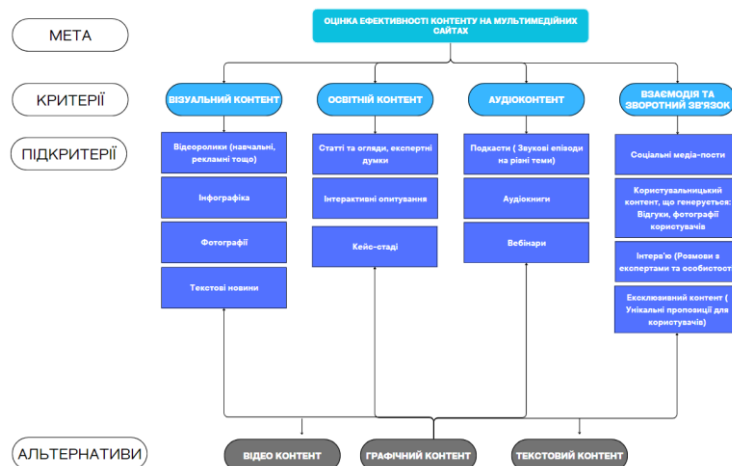 МЕТА
ОЦІНКА ЕФЕКТИВНОСТІ КОНТЕНТУ НА МУЛЬТИМЕДІЙНИХ
САЙТАХ
КРИТЕРІЇ
ВІЗУАЛЬНИЙ КОНТЕНТ
ОСВІТНІЙ КОНТЕНТ
АУДІОКОНТЕНТ
ВЗАЄМОДІЯ ТА
ЗВОРОТНИЙ ЗВ'ЯЗОК
ПІДКРИТЕРІЇ
Відеоролики (навчальні,
рекламні тощо)
Інфографіка
Фотографії
Текстові новини
Статті та огляди, експертні
думки
Інтерактивні опитування
Кейс-стаді
Подкасти ( Звукові епізоди
на різні теми)
Аудіокниги
Вебінари
Соціальні медіа-пости
Користувальницький
контент, що генерується:
Відгуки, фотографії
користувачів
Інтерв'ю (Розмови з
експертами та особистост
Ексклюзивний контент (
Унікальні пропозиції для
користувачів)
АЛЬТЕРНАТИВИ
ВІДЕО КОНТЕНТ
ГРАФІЧНИЙ КОНТЕНТ
ТЕКСТОВИЙ КОНТЕНТ